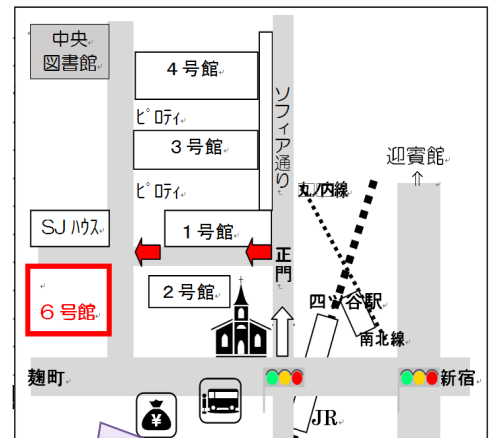 中央
図書館
4号館
ピロティ
3号館
ピロティ
ソフィア通り
迎賓館
丸ノ内線
SJ ハウス
1号館
正門
6号館
2号館
四ツ谷駅
南北線
麹町
新宿
JR
¥